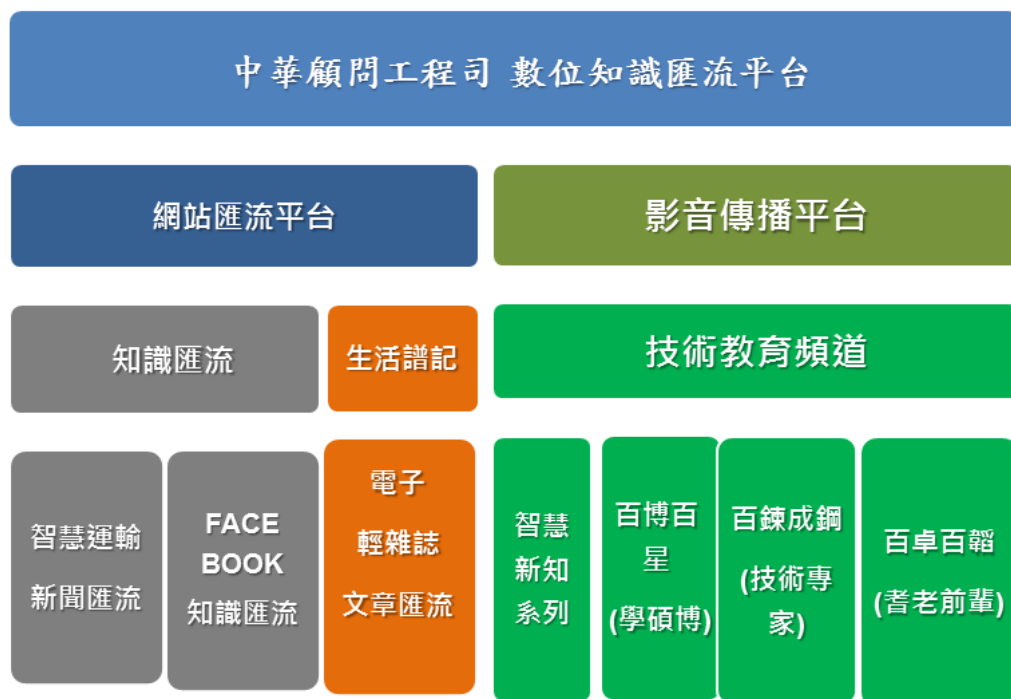 中華顧問工程司 數位知識匯流平台
網站匯流平台
影音傳播平台
知識匯流
生活譜記
技術教育頻道
智慧運輸
新聞匯流
FACE
BOOK
知識匯流
電子
輕雜誌
文章匯流
智慧
新知
系列
百博百
星
(學碩博)
百鍊成鋼
(技術專
家)
百卓百韜
(耆老前輩)